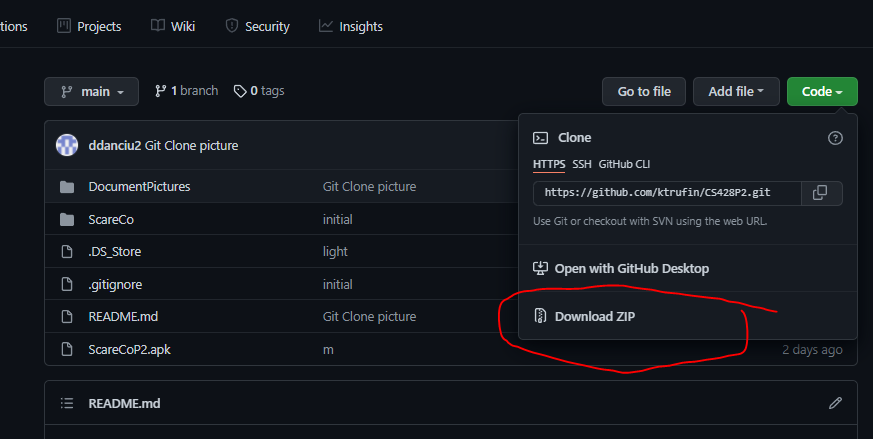 tions Projects Wiki Security Insights
main 1 branch 0 tags Go to file Add file Code
ddanciu2 Git Clone picture
Clone
HTTPS SSH GitHub CLI
https://github.com/ktrufin/CS428P2.git
Use Git or checkout with SVN using the web URL.
Open with GitHub Desktop
Download ZIP
DocumentPictures Git Clone picture
ScareCo initial
.DS_Store light
.gitignore initial
README.md Git Clone picture
ScareCoP2.apk m 2 days ago
README.md